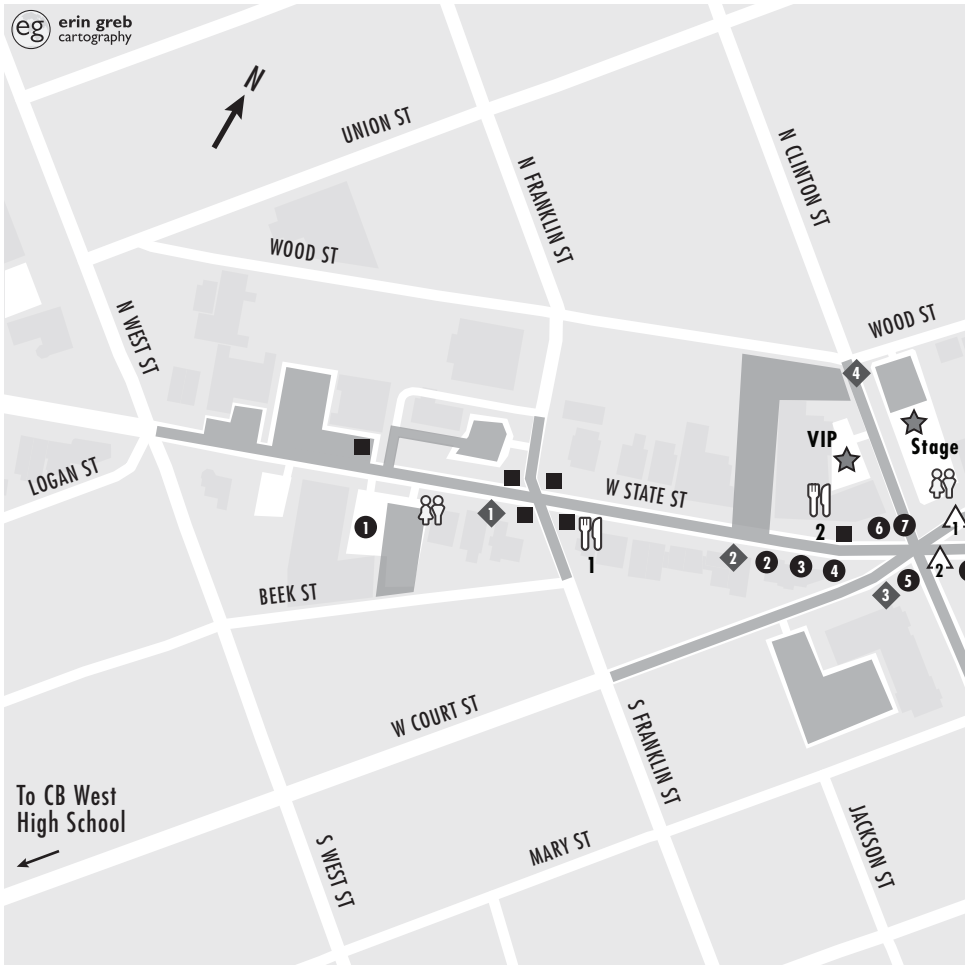 eg
erin greb
cartography
N
UNION ST
N FRANKLIN ST
N CLINTON ST
WOOD ST
WOOD ST
N WEST ST
4
VIP
Stage
LOGAN ST
W STATE ST
1
1
1
2
6
7
1
2
2
3
4
2
5
3
BEEK ST
W COURT ST
S FRANKLIN ST
To CB West
High School
S WEST ST
MARY ST
JACKSON ST